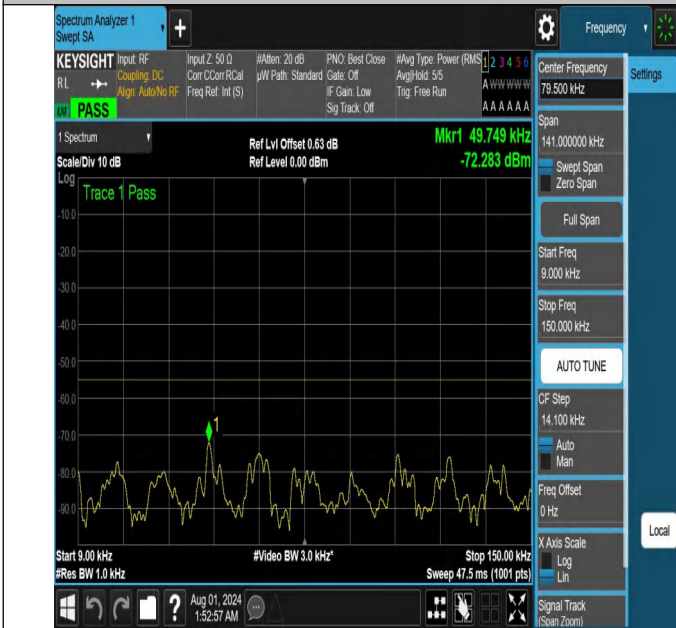 Spectrum Analyzer 1
Swept SA
+
Frequency
KEYSIGHT
RL
PASS
Input: RF
Coupling: DC
Align: Auto/No RF
Input Z: 50 Ω
Corr CCorr RCal
Freq Ref: Int (S)
#Atten: 20 dB
µW Path: Standard
PNO: Best Close
Gate: Off
IF Gain: Low
Sig Track: Off
#Avg Type: Power (RMS
Avg|Hold: 5/5
Trig: Free Run
1 2 3 4 5 6
A W W W W W
A A A A A A
1 Spectrum
Scale/Div 10 dB
Log
Ref Lvl Offset 0.63 dB
Ref Level 0.00 dBm
Mkr1 49.749 kHz
-72.283 dBm
Trace 1 Pass
-10.0
-20.0
-30.0
-40.0
-50.0
-60.0
-70.0
-80.0
-90.0
1
Start 9.00 kHz
#Res BW 1.0 kHz
#Video BW 3.0 kHz*
Stop 150.00 kHz
Sweep 47.5 ms (1001 pts)
Center Frequency
79.500 kHz
Settings
Span
141.000000 kHz
Swept Span
Zero Span
Full Span
Start Freq
9.000 kHz
Stop Freq
150.000 kHz
AUTO TUNE
CF Step
14.100 kHz
Auto
Man
Freq Offset
0 Hz
X Axis Scale
Log
Lin
Local
Signal Track
(Span Zoom)
?
Aug 01, 2024
1:52:57 AM